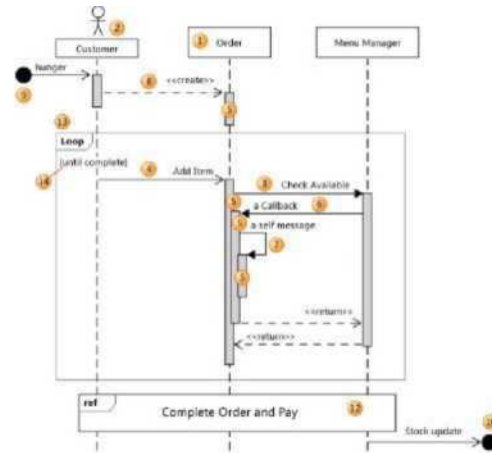 2
1
Customer
Order
Menu Manager
hunger
8
<<create>>
9
5
13
Loop
(until complete)
14
4
Add Item
3
Check Available
5
a Callback
6
5
a self message
7
5
<<return>>
<<return>>
ref
Complete Order and Pay
12
Stock update